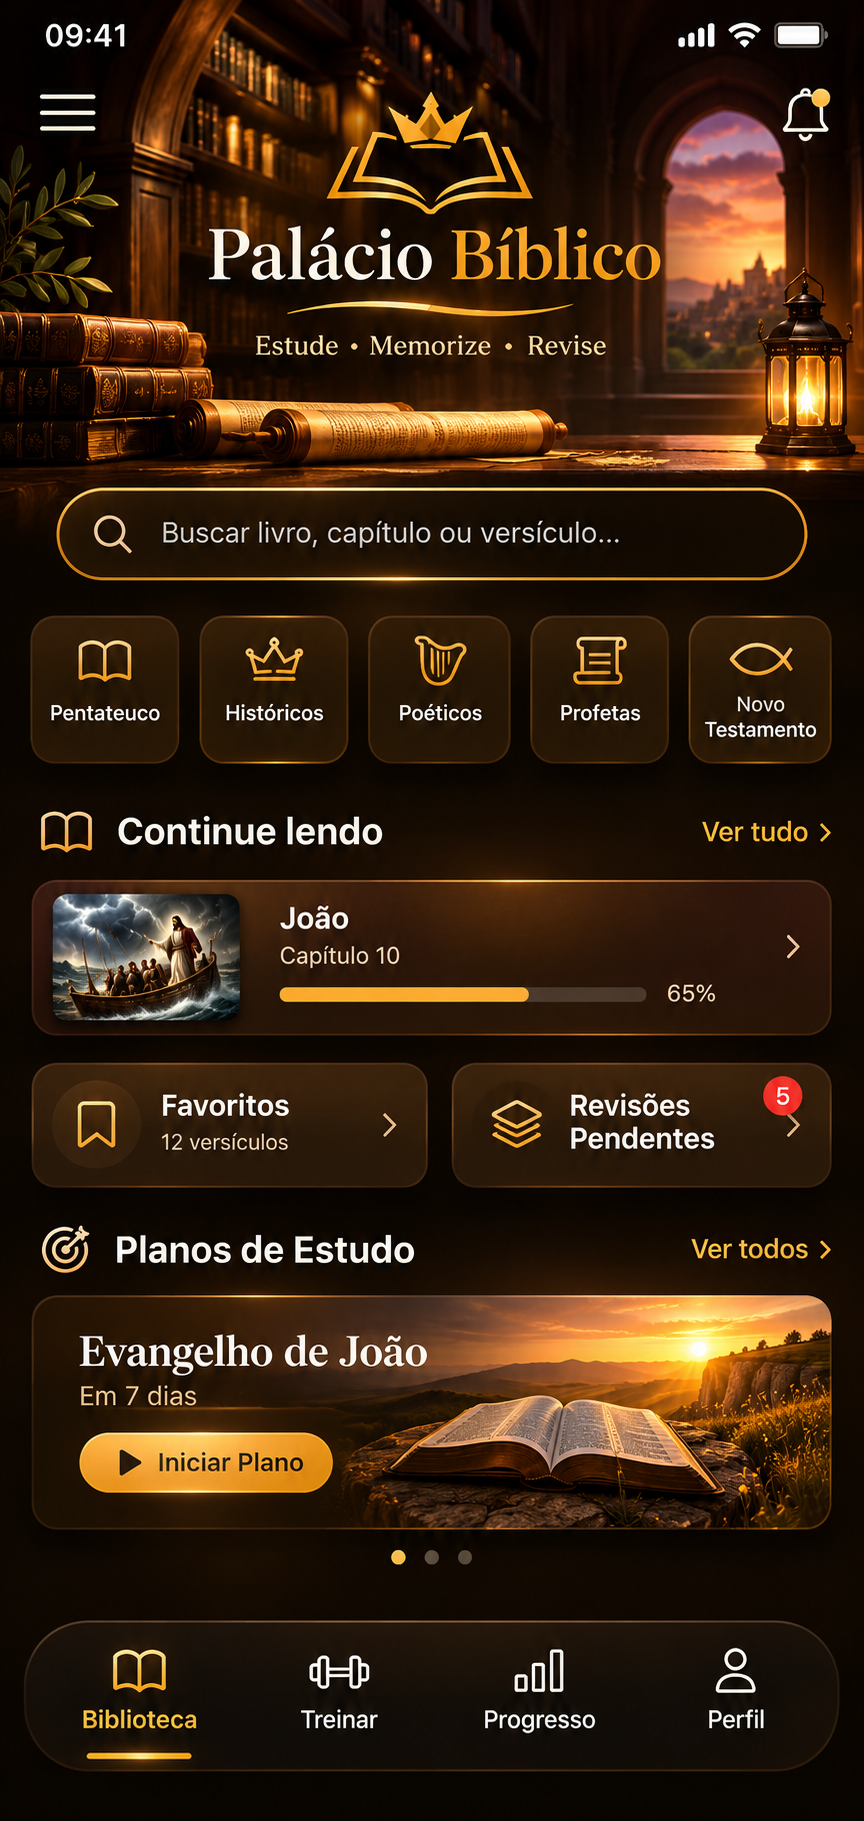 09:41
Palácio Bíblico
Estude • Memorize • Revise
Buscar livro, capítulo ou versículo...
Pentateuco
Históricos
Poéticos
Profetas
Novo
Testamento
Continue lendo
Ver tudo >
João
Capítulo 10
65%
Favoritos
12 versículos
Revisões
Pendentes
5
Planos de Estudo
Ver todos >
Evangelho de João
Em 7 dias
Iniciar Plano
Biblioteca
Treinar
Progresso
Perfil